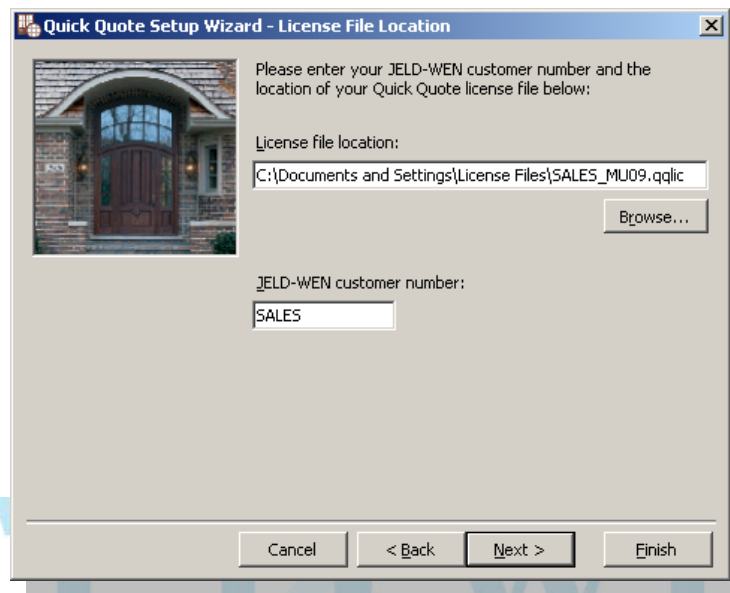 Quick Quote Setup Wizard - License File Location
Please enter your JELD-WEN customer number and the
location of your Quick Quote license file below:
License file location:
C:\Documents and Settings\License Files\SALES_MU09.qqlic
Browse...
JELD-WEN customer number:
SALES
Cancel
< Back
Next >
Finish